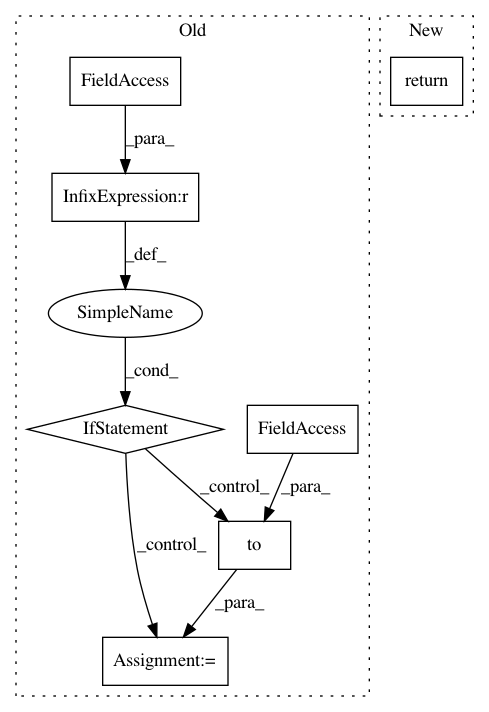 Old
New
FieldAccess
return
_para_
InfixExpression:r
_def_
SimpleName
_cond_
IfStatement
FieldAccess
_control_
_para_
_control_
to
_para_
Assignment:=